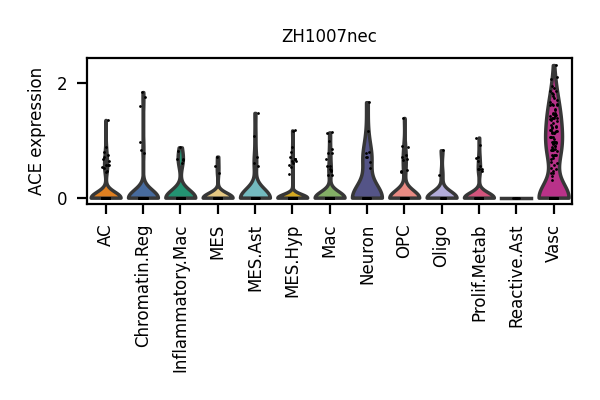 ZH1007nec
ACE expression
2
0
AC
Chromatin.Reg
Inflammatory.Mac
MES
MES.Ast
MES.Hyp
Mac
Neuron
OPC
Oligo
Prolif.Metab
Reactive.Ast
Vasc